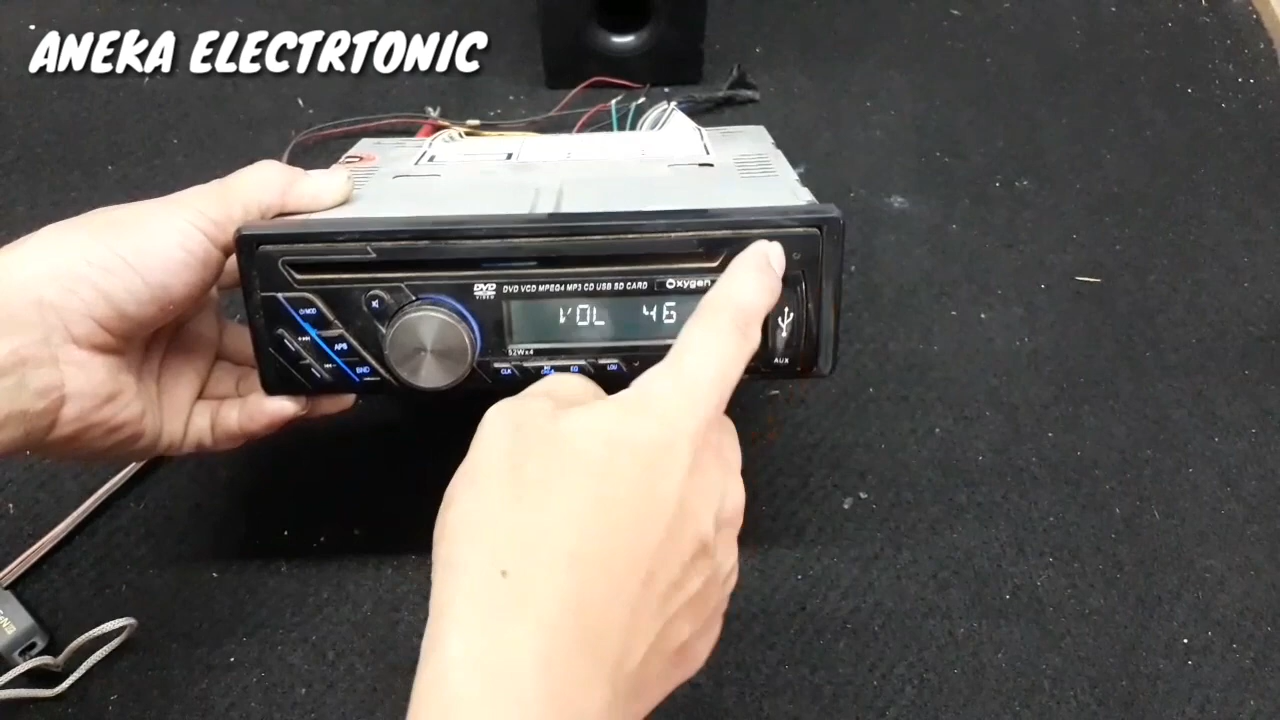 ANEKA ELECTRTONIC
DVD VIDEO
DVD VCD MPEG4 MP3 CD USB SD CARD
Oxygen
VOL 46
52Wx4
/MOD
APS
BND
CLK
EQ
LOU
AUX